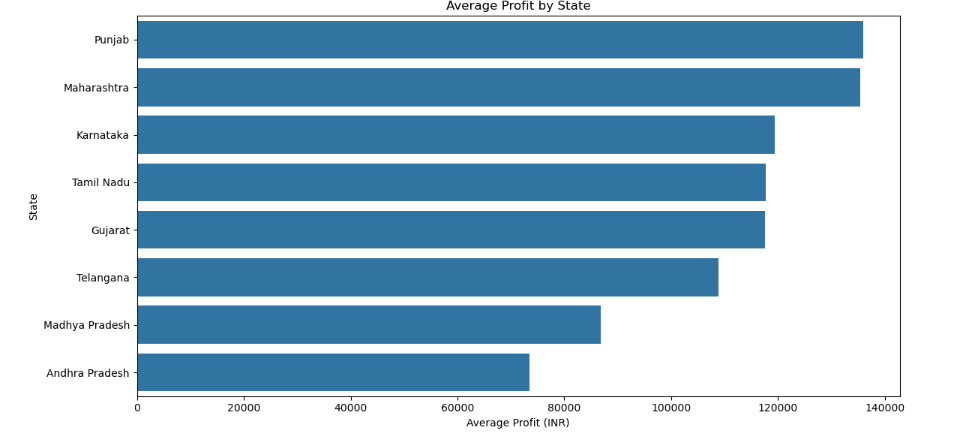 Average Profit by State
Punjab
Maharashtra
Karnataka
Tamil Nadu
Gujarat
Telangana
Madhya Pradesh
Andhra Pradesh
State
0 20000 40000 60000 80000 100000 120000 140000
Average Profit (INR)